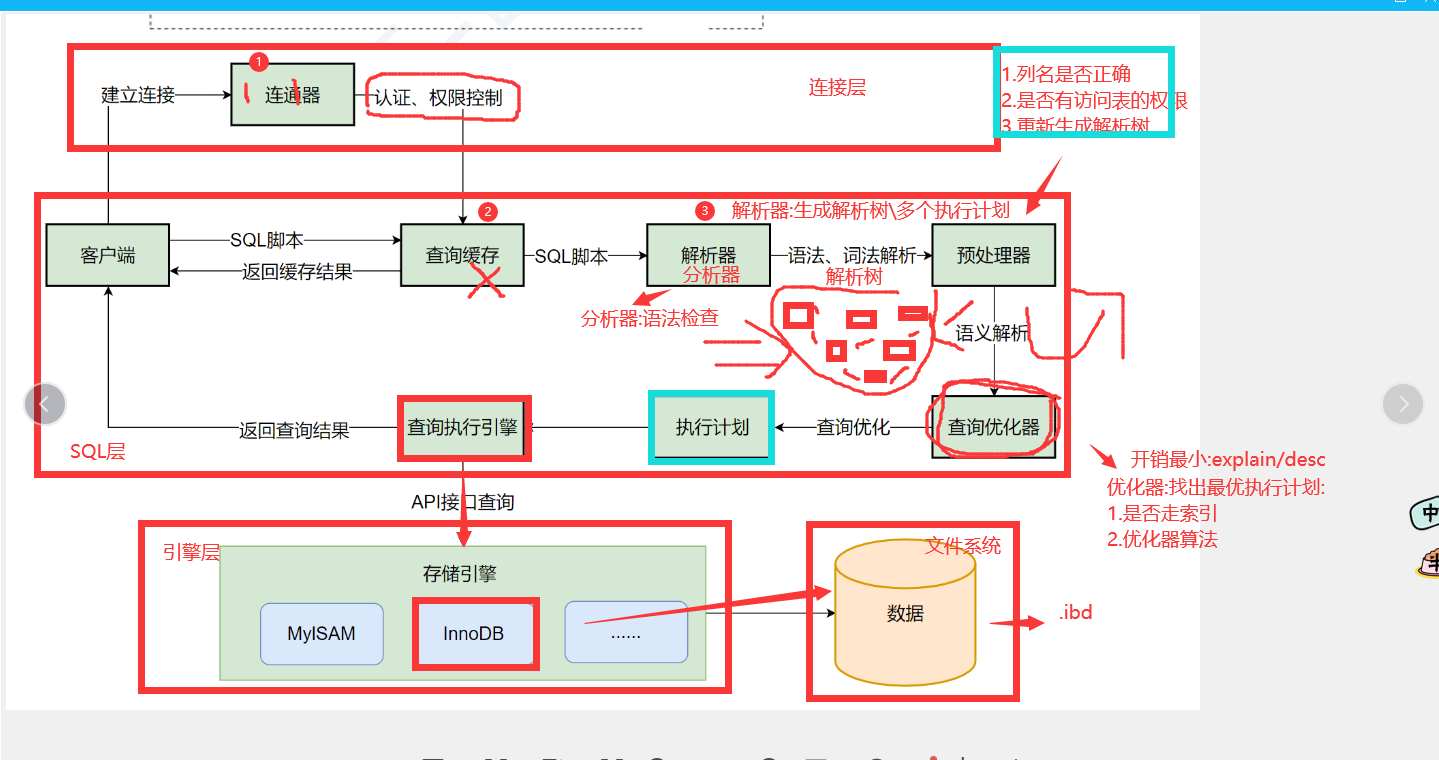 1
建立连接
连通器
认证、权限控制
连接层
1.列名是否正确
2.是否有访问表的权限
3.重新生成解析树
2
3
解析器:生成解析树\多个执行计划
客户端
SQL脚本
返回缓存结果
查询缓存
SQL脚本
解析器
分析器
语法、词法解析
解析树
预处理器
分析器:语法检查
语义解析
返回查询结果
查询执行引擎
执行计划
查询优化
查询优化器
SQL层
开销最小:explain/desc
优化器:找出最优执行计划:
1.是否走索引
2.优化器算法
API接口查询
中
引擎层
存储引擎
文件系统
MyISAM
InnoDB
......
数据
.ibd